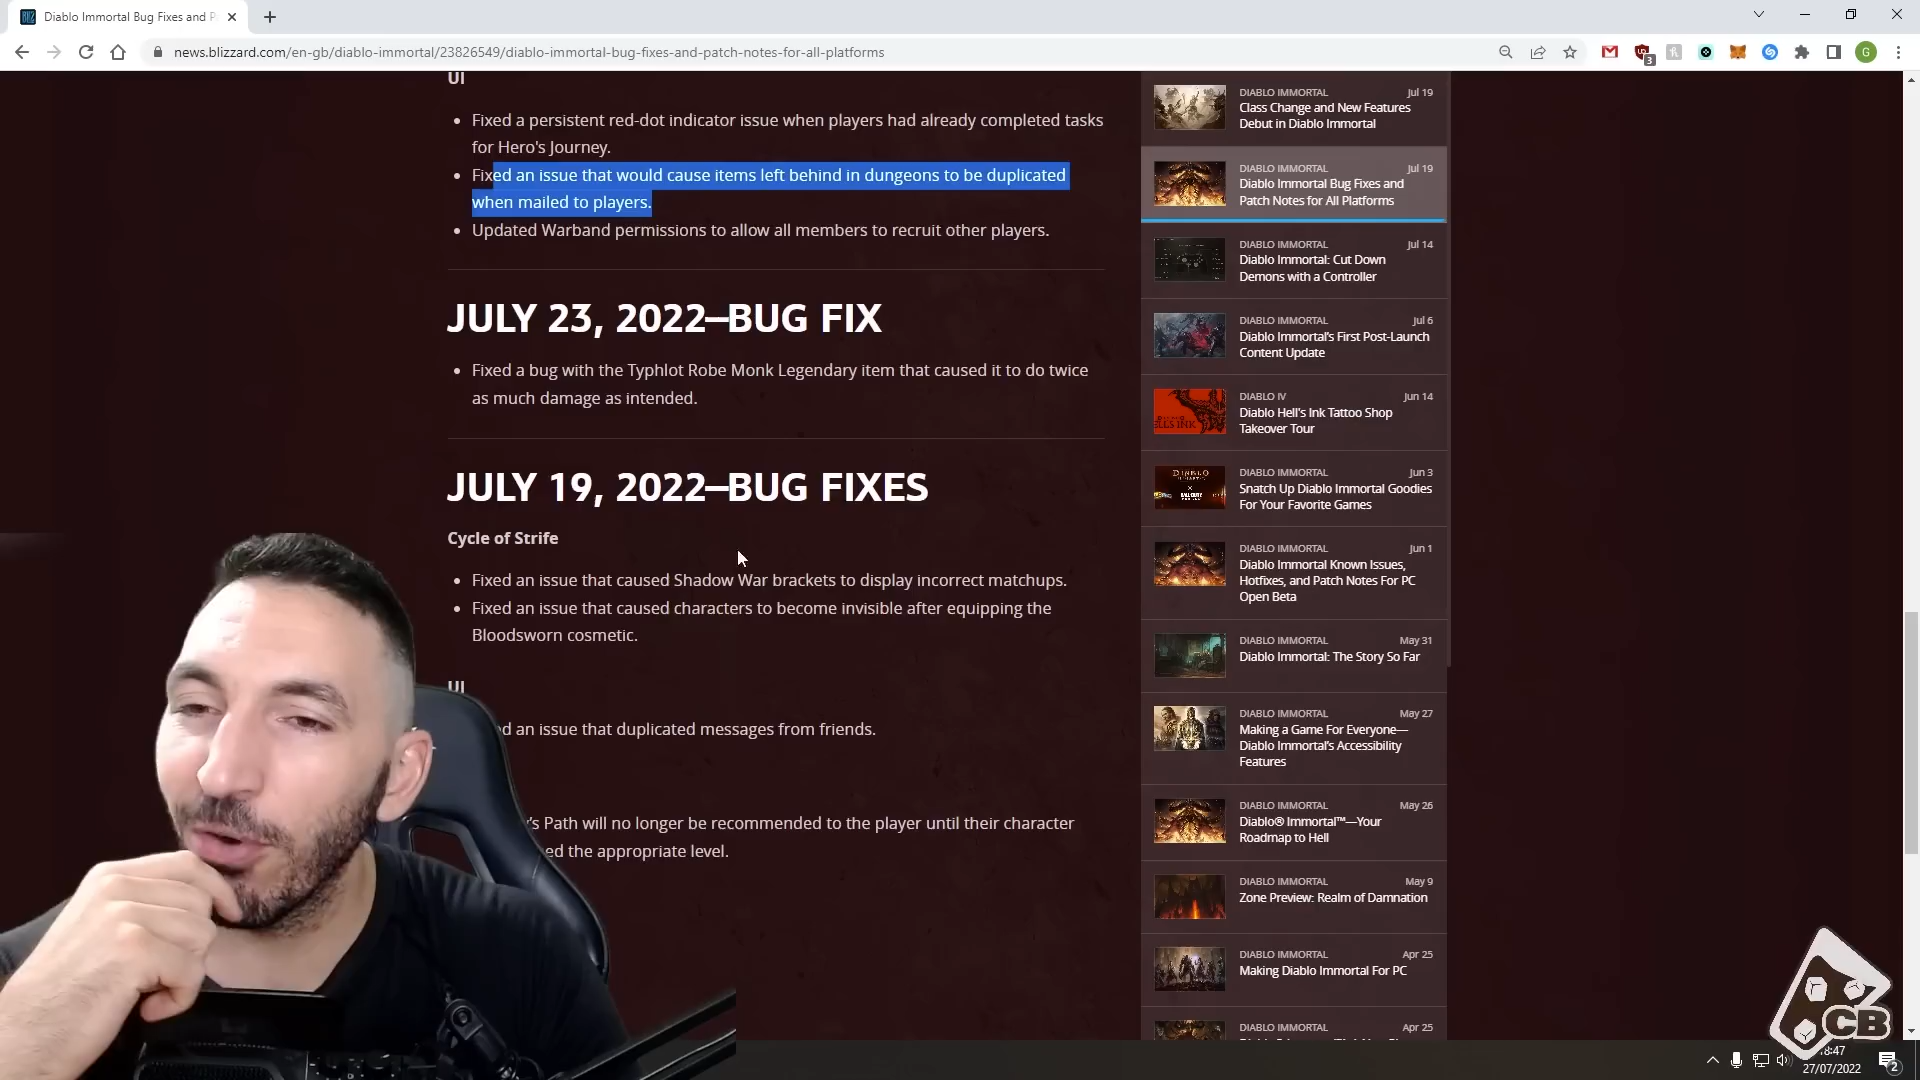 Diablo Immortal Bug Fixes and P
news.blizzard.com/en-gb/diablo-immortal/23826549/diablo-immortal-bug-fixes-and-patch-notes-for-all-platforms
3
G
UI
Fixed a persistent red-dot indicator issue when players had already completed tasks
for Hero's Journey.
Fixed an issue that would cause items left behind in dungeons to be duplicated
when mailed to players.
Updated Warband permissions to allow all members to recruit other players.
JULY 23, 2022—BUG FIX
Fixed a bug with the Typhlot Robe Monk Legendary item that caused it to do twice
as much damage as intended.
JULY 19, 2022—BUG FIXES
Cycle of Strife
Fixed an issue that caused Shadow War brackets to display incorrect matchups.
Fixed an issue that caused characters to become invisible after equipping the
Bloodsworn cosmetic.
UI
d an issue that duplicated messages from friends.
's Path will no longer be recommended to the player until their character
ed the appropriate level.
DIABLO IMMORTAL Jul 19
Class Change and New Features
Debut in Diablo Immortal
DIABLO IMMORTAL Jul 19
Diablo Immortal Bug Fixes and
Patch Notes for All Platforms
DIABLO IMMORTAL Jul 14
Diablo Immortal: Cut Down
Demons with a Controller
DIABLO IMMORTAL Jul 6
Diablo Immortal's First Post-Launch
Content Update
DIABLO IV Jun 14
Diablo Hell's Ink Tattoo Shop
Takeover Tour
DIABLO IMMORTAL Jun 3
Snatch Up Diablo Immortal Goodies
For Your Favorite Games
DIABLO IMMORTAL Jun 1
Diablo Immortal Known Issues,
Hotfixes, and Patch Notes For PC
Open Beta
DIABLO IMMORTAL May 31
Diablo Immortal: The Story So Far
DIABLO IMMORTAL May 27
Making a Game For Everyone—
Diablo Immortal's Accessibility
Features
DIABLO IMMORTAL May 26
Diablo® Immortal™—Your
Roadmap to Hell
DIABLO IMMORTAL May 9
Zone Preview: Realm of Damnation
DIABLO IMMORTAL Apr 25
Making Diablo Immortal For PC
DIABLO IMMORTAL Apr 25
CB
18:47
27/07/2022
2